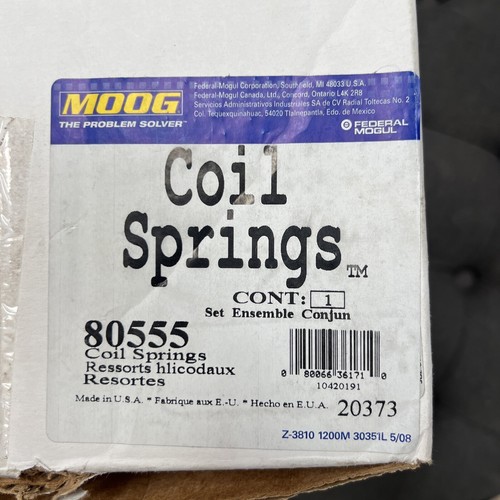 MOOG
THE PROBLEM SOLVER™
Federal-Mogul Corporation, Southfield, MI 48033 U.S.A.
Federal-Mogul Canada, Ltd., Concord, Ontario L4K 2R8
Servicios Administrativos Industriales SA de CV Radial Toltecas No. 2
Col. Tequexquinahuac, 54020 Tlalnepantla, Edo. de Mexico
FEDERAL
MOGUL
Coil
Springs™
CONT: 1
Set Ensemble Conjun
80555
Coil Springs
Ressorts hlicodaux
Resortes
0 80066 36171 0
10420191
Made in U.S.A. * Fabrique aux E.-U. * Hecho en E.U.A. 20373
Z-3810 1200M 30351L 5/08